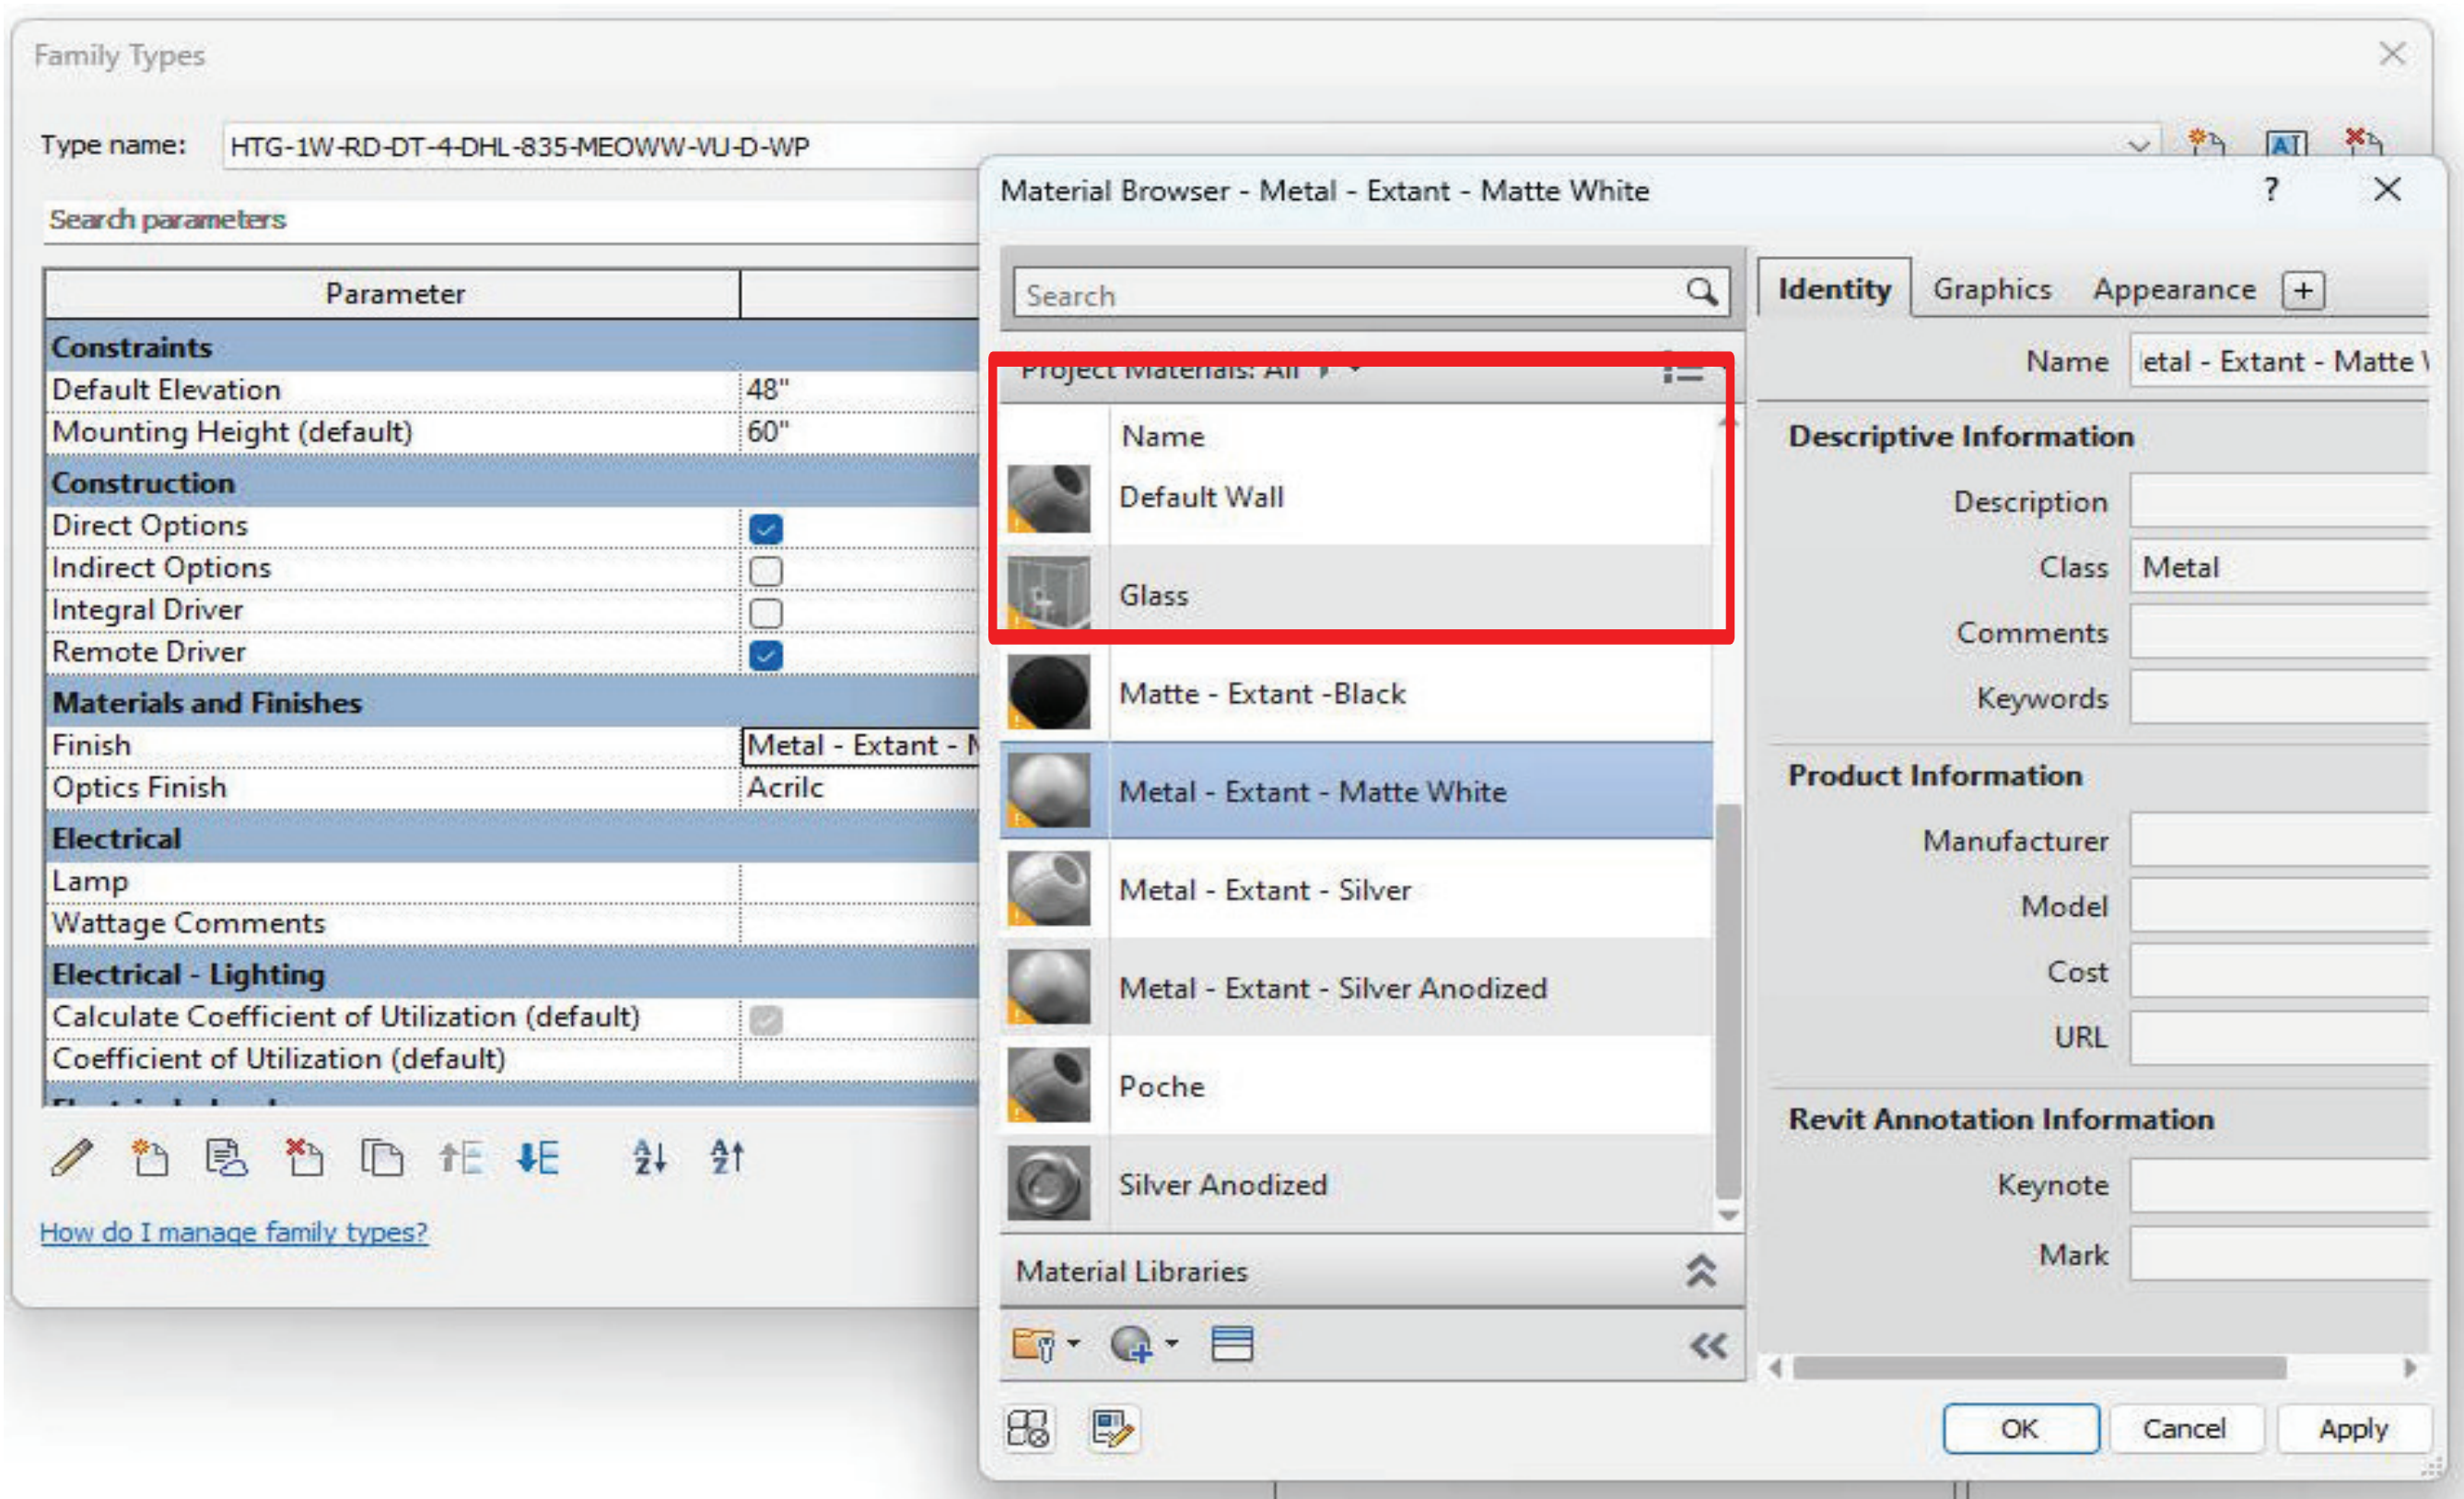 Family Types
Type name: HTG-1W-RD-DT-4-DHL-835-MEOWW-VU-D-WP
Search parameters
Parameter
Constraints
Default Elevation 48"
Mounting Height (default) 60"
Construction
Direct Options
Indirect Options
Integral Driver
Remote Driver
Materials and Finishes
Finish Metal - Extant - M
Optics Finish Acrilc
Electrical
Lamp
Wattage Comments
Electrical - Lighting
Calculate Coefficient of Utilization (default)
Coefficient of Utilization (default)
How do I manage family types?
Material Browser - Metal - Extant - Matte White
?
Search
Project Materials: All
Name
Default Wall
Glass
Matte - Extant -Black
Metal - Extant - Matte White
Metal - Extant - Silver
Metal - Extant - Silver Anodized
Poche
Silver Anodized
Material Libraries
Identity Graphics Appearance +
Name etal - Extant - Matte
Descriptive Information
Description
Class Metal
Comments
Keywords
Product Information
Manufacturer
Model
Cost
URL
Revit Annotation Information
Keynote
Mark
OK Cancel Apply